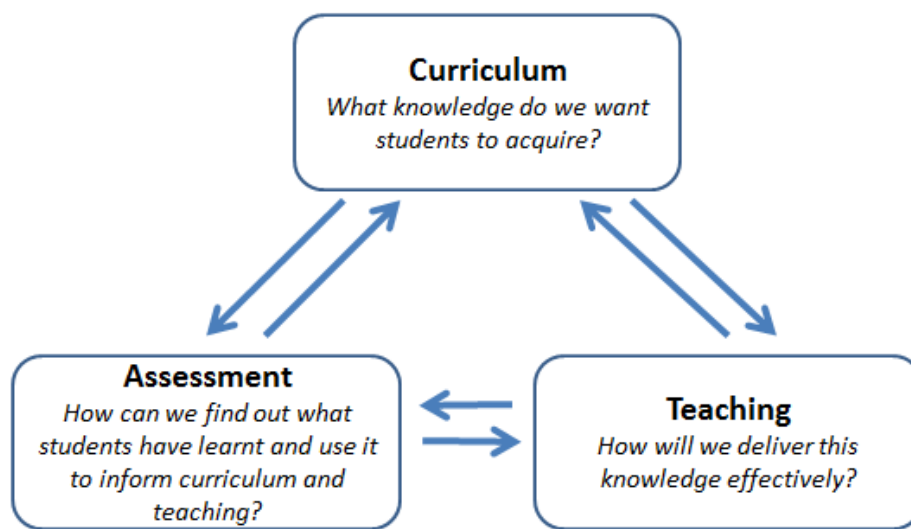 Curriculum
What knowledge do we want
students to acquire?
Assessment
How can we find out what
students have learnt and use it
to inform curriculum and
teaching?
Teaching
How will we deliver this
knowledge effectively?